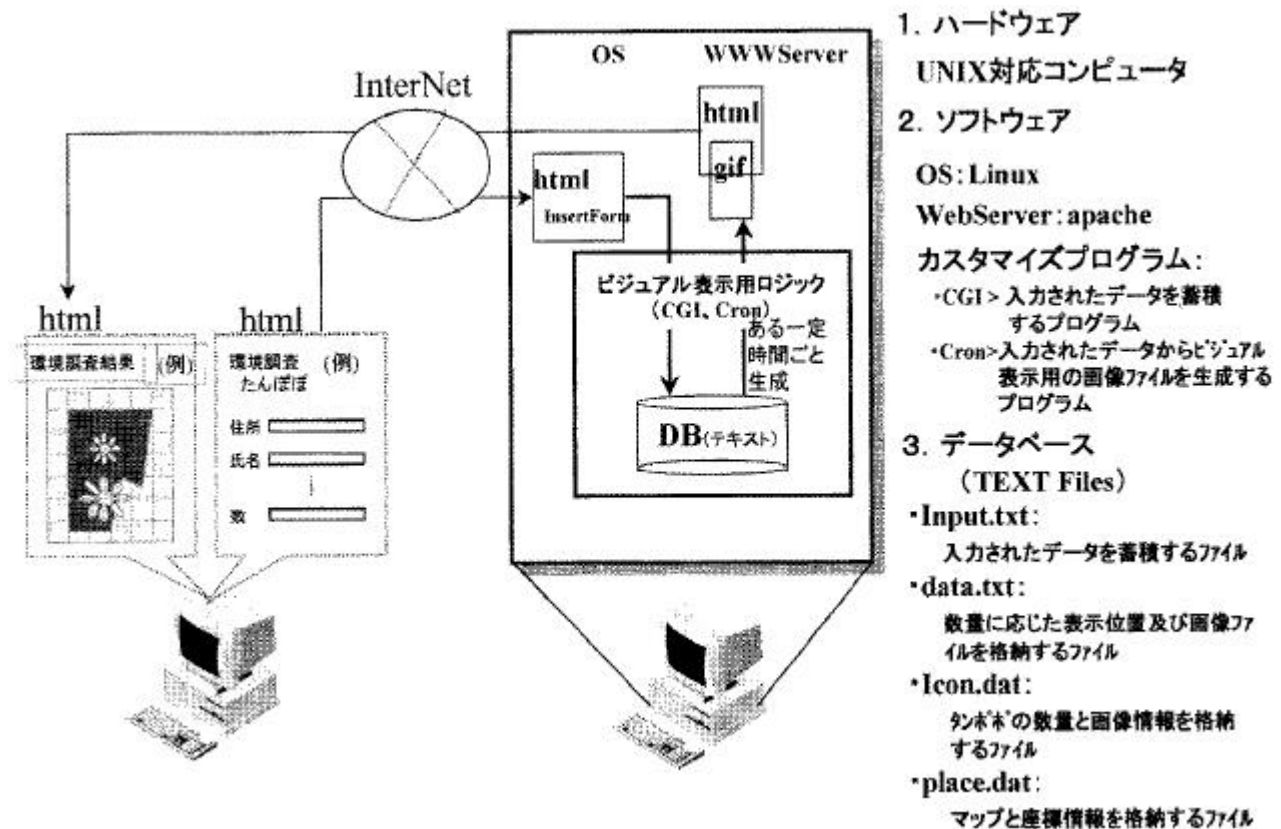 InterNet
OS WWWServer
html
gif
html
InsertForm
ビジュアル表示用ロジック
(CGI、Cron)
ある一定
時間ごと
生成
DB(テキスト)
html
環境調査結果 (例)
html
環境調査 (例)
たんぽぽ
住所
氏名
数
1. ハードウェア
UNIX対応コンピュータ
2. ソフトウェア
OS:Linux
WebServer:apache
カスタマイズプログラム:
・CGI> 入力されたデータを蓄積
するプログラム
・Cron>入力されたデータからビジュアル
表示用の画像ファイルを生成する
プログラム
3. データベース
(TEXT Files)
・Input.txt:
入力されたデータを蓄積するファイル
・data.txt:
数量に応じた表示位置及び画像ファ
イルを格納するファイル
・Icon.dat:
タンポポの数量と画像情報を格納
するファイル
・place.dat:
マップと座標情報を格納するファイル